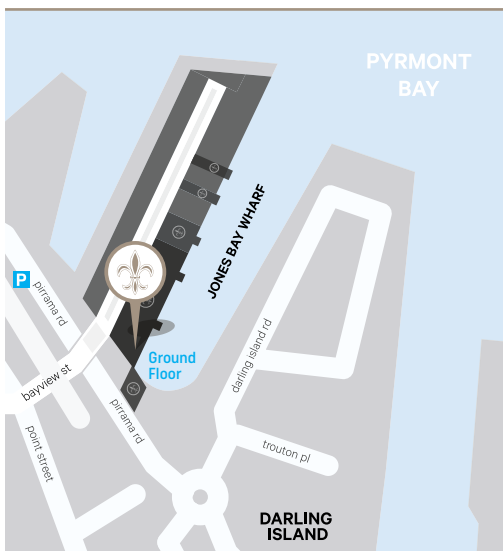 PYRMONT
BAY
JONES BAY WHARF
P
pirrama rd
Ground
Floor
darling island rd
bayview st
pirrama rd
point street
trouton pl
DARLING
ISLAND